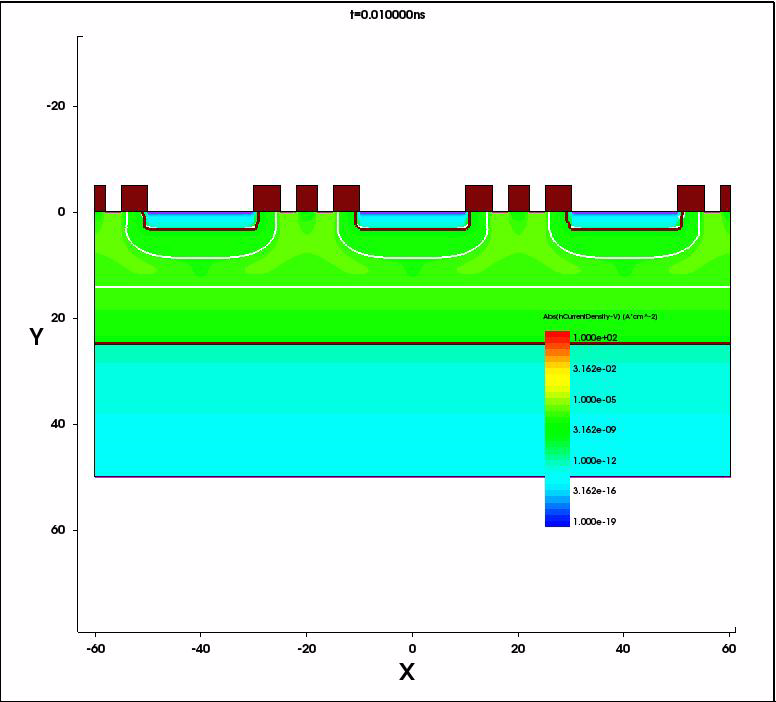 t=0.010000ns
-20
0
20
40
60
Y
Abs(hCurrentDensity-V) (A*cm^-2)
1.000e+02
3.162e-02
1.000e-05
3.162e-09
1.000e-12
3.162e-16
1.000e-19
-60
-40
-20
0
20
40
60
X